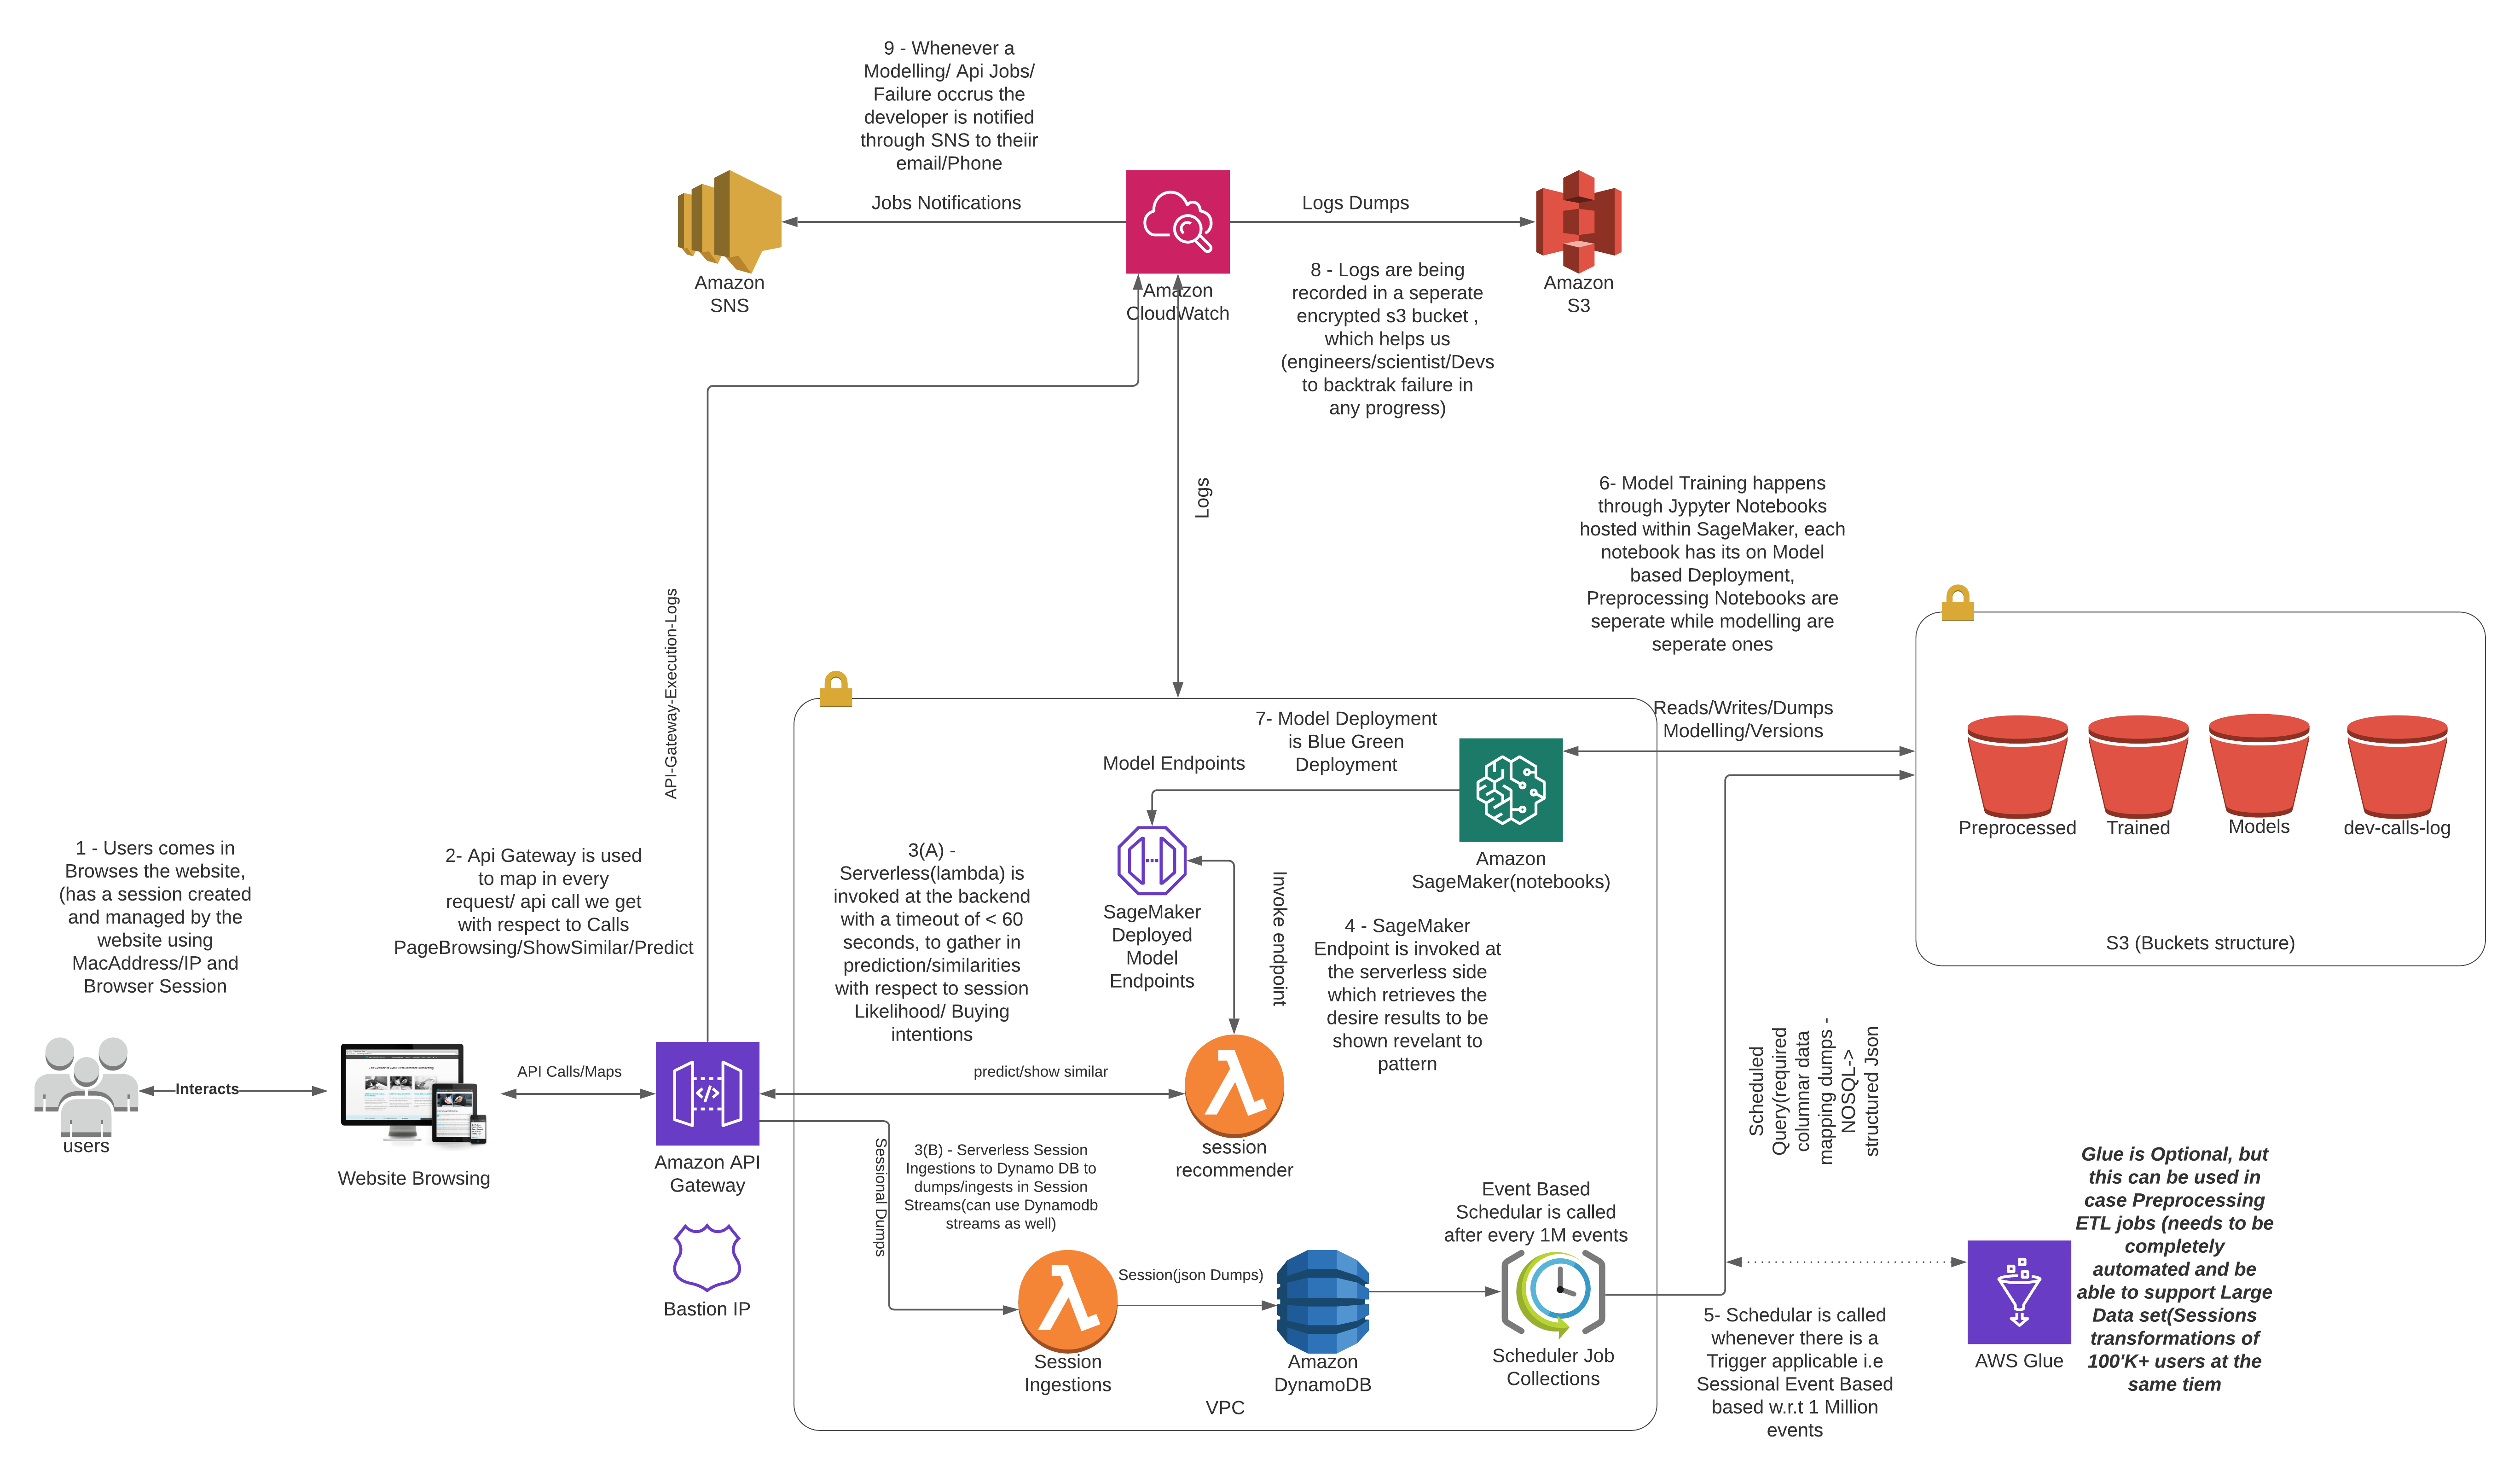 9 - Whenever a
Modelling/ Api Jobs/
Failure occrus the
developer is notified
through SNS to theiir
email/Phone
Jobs Notifications
Logs Dumps
Amazon
SNS
Amazon
CloudWatch
8 - Logs are being
recorded in a seperate
encrypted s3 bucket ,
which helps us
(engineers/scientist/Devs
to backtrak failure in
any progress)
Amazon
S3
Logs
API-Gateway-Execution-Logs
6- Model Training happens
through Jypyter Notebooks
hosted within SageMaker, each
notebook has its on Model
based Deployment,
Preprocessing Notebooks are
seperate while modelling are
seperate ones
Reads/Writes/Dumps
Modelling/Versions
7- Model Deployment
is Blue Green
Deployment
Model Endpoints
Amazon
SageMaker(notebooks)
Preprocessed
Trained
Models
dev-calls-log
S3 (Buckets structure)
1 - Users comes in
Browses the website,
(has a session created
and managed by the
website using
MacAddress/IP and
Browser Session
2- Api Gateway is used
to map in every
request/ api call we get
with respect to Calls
PageBrowsing/ShowSimilar/Predict
3(A) -
Serverless(lambda) is
invoked at the backend
with a timeout of < 60
seconds, to gather in
prediction/similarities
with respect to session
Likelihood/ Buying
intentions
SageMaker
Deployed
Model
Endpoints
Invoke endpoint
4 - SageMaker
Endpoint is invoked at
the serverless side
which retrieves the
desire results to be
shown revelant to
pattern
users
Interacts
Website Browsing
API Calls/Maps
Amazon API
Gateway
predict/show similar
session
recommender
Bastion IP
Sessional Dumps
3(B) - Serverless Session
Ingestions to Dynamo DB to
dumps/ingests in Session
Streams(can use Dynamodb
streams as well)
Session
Ingestions
Session(json Dumps)
Amazon
DynamoDB
Event Based
Schedular is called
after every 1M events
Scheduler Job
Collections
VPC
Scheduled
Query(required
columnar data
mapping dumps -
NOSQL->
structured Json
5- Schedular is called
whenever there is a
Trigger applicable i.e
Sessional Event Based
based w.r.t 1 Million
events
AWS Glue
Glue is Optional, but
this can be used in
case Preprocessing
ETL jobs (needs to be
completely
automated and be
able to support Large
Data set(Sessions
transformations of
100'K+ users at the
same tiem